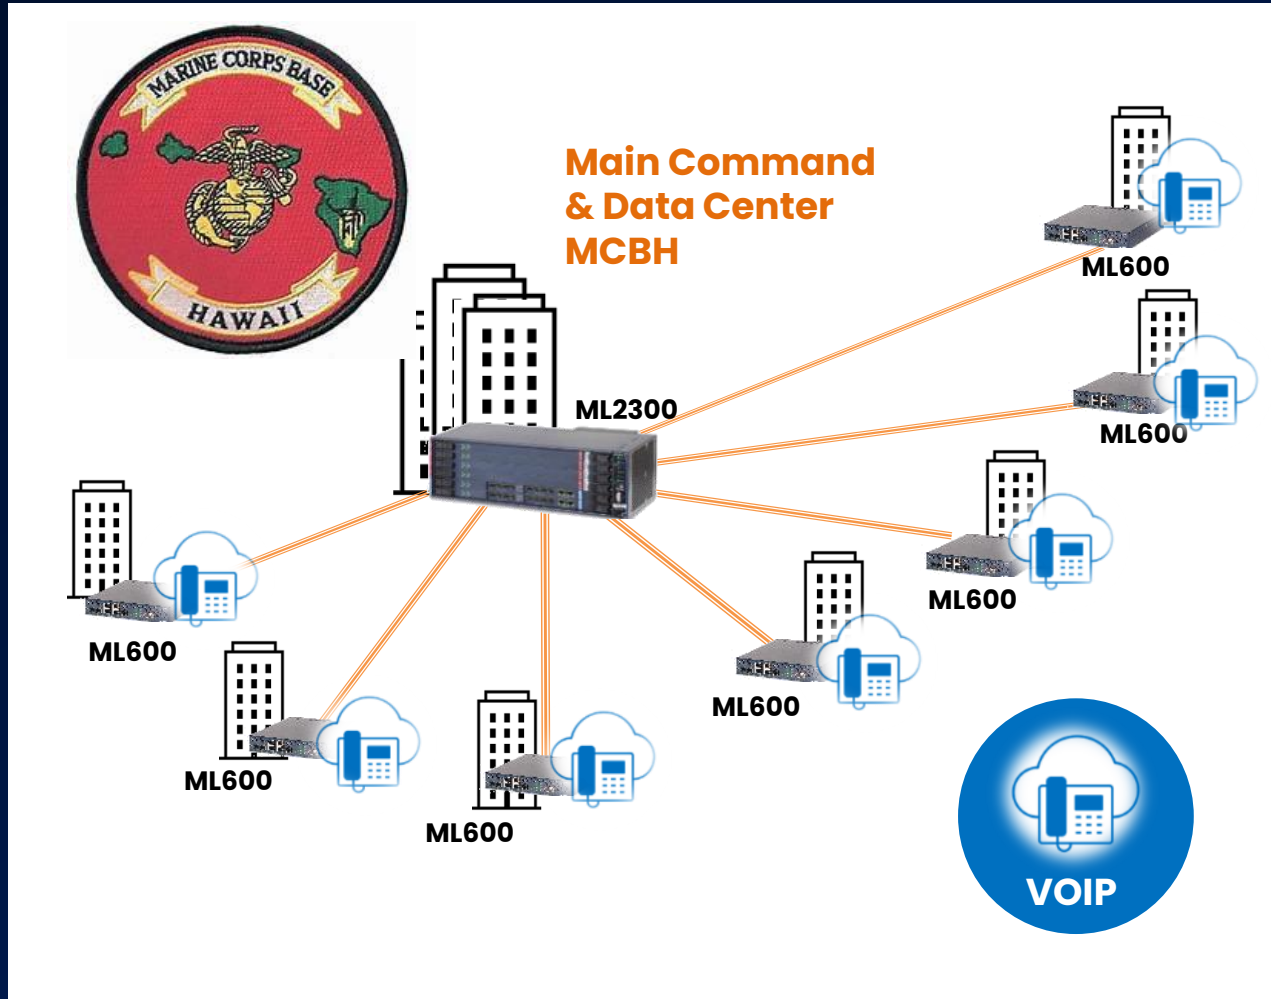 MARINE CORPS BASE
HAWAII
Main Command
& Data Center
MCBH
ML600
ML600
ML2300
ML600
ML600
ML600
ML600
ML600
VOIP